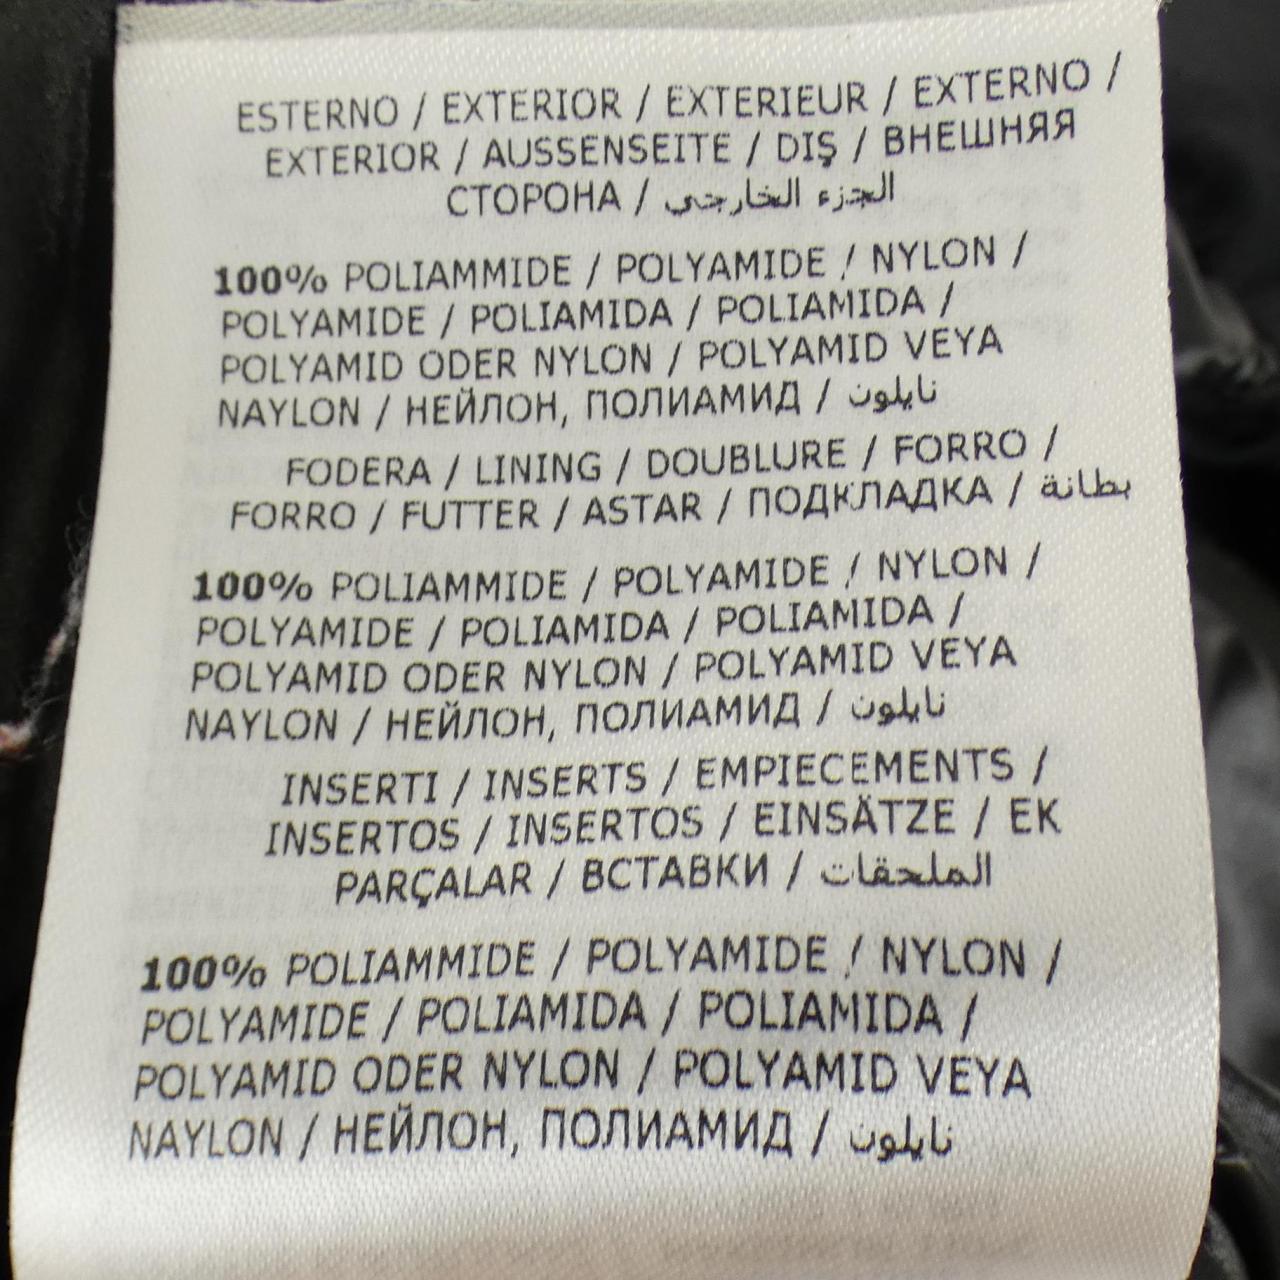 ESTERNO / EXTERIOR / EXTERIEUR / EXTERNO /
EXTERIOR / AUSSENSEITE / DIŞ / ВНЕШНЯЯ
СТОРОНА / الجزء الخارجي
100% POLIAMMIDE / POLYAMIDE / NYLON /
POLYAMIDE / POLIAMIDA / POLIAMIDA /
POLYAMID ODER NYLON / POLYAMID VEYA
NAYLON / НЕЙЛОН, ПОЛИАМИД / نايلون
FODERA / LINING / DOUBLURE / FORRO /
FORRO / FUTTER / ASTAR / ПОДКЛАДКА / بطانة
100% POLIAMMIDE / POLYAMIDE / NYLON /
POLYAMIDE / POLIAMIDA / POLIAMIDA /
POLYAMID ODER NYLON / POLYAMID VEYA
NAYLON / НЕЙЛОН, ПОЛИАМИД / نايلون
INSERTI / INSERTS / EMPIECEMENTS /
INSERTOS / INSERTOS / EINSÄTZE / EK
PARÇALAR / ВСТАВКИ / الملحقات
100% POLIAMMIDE / POLYAMIDE / NYLON /
POLYAMIDE / POLIAMIDA / POLIAMIDA /
POLYAMID ODER NYLON / POLYAMID VEYA
NAYLON / НЕЙЛОН, ПОЛИАМИД / نايلون